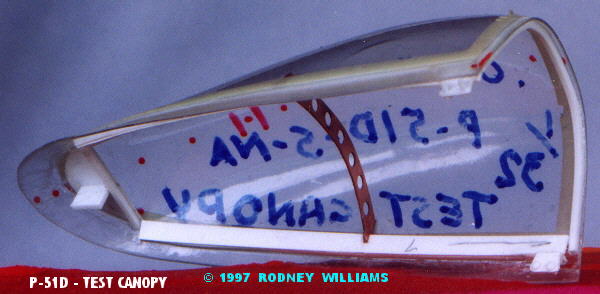 1/32 P-51D-5-NA
TEST CANOPY
P-51D - TEST CANOPY © 1997 RODNEY WILLIAMS